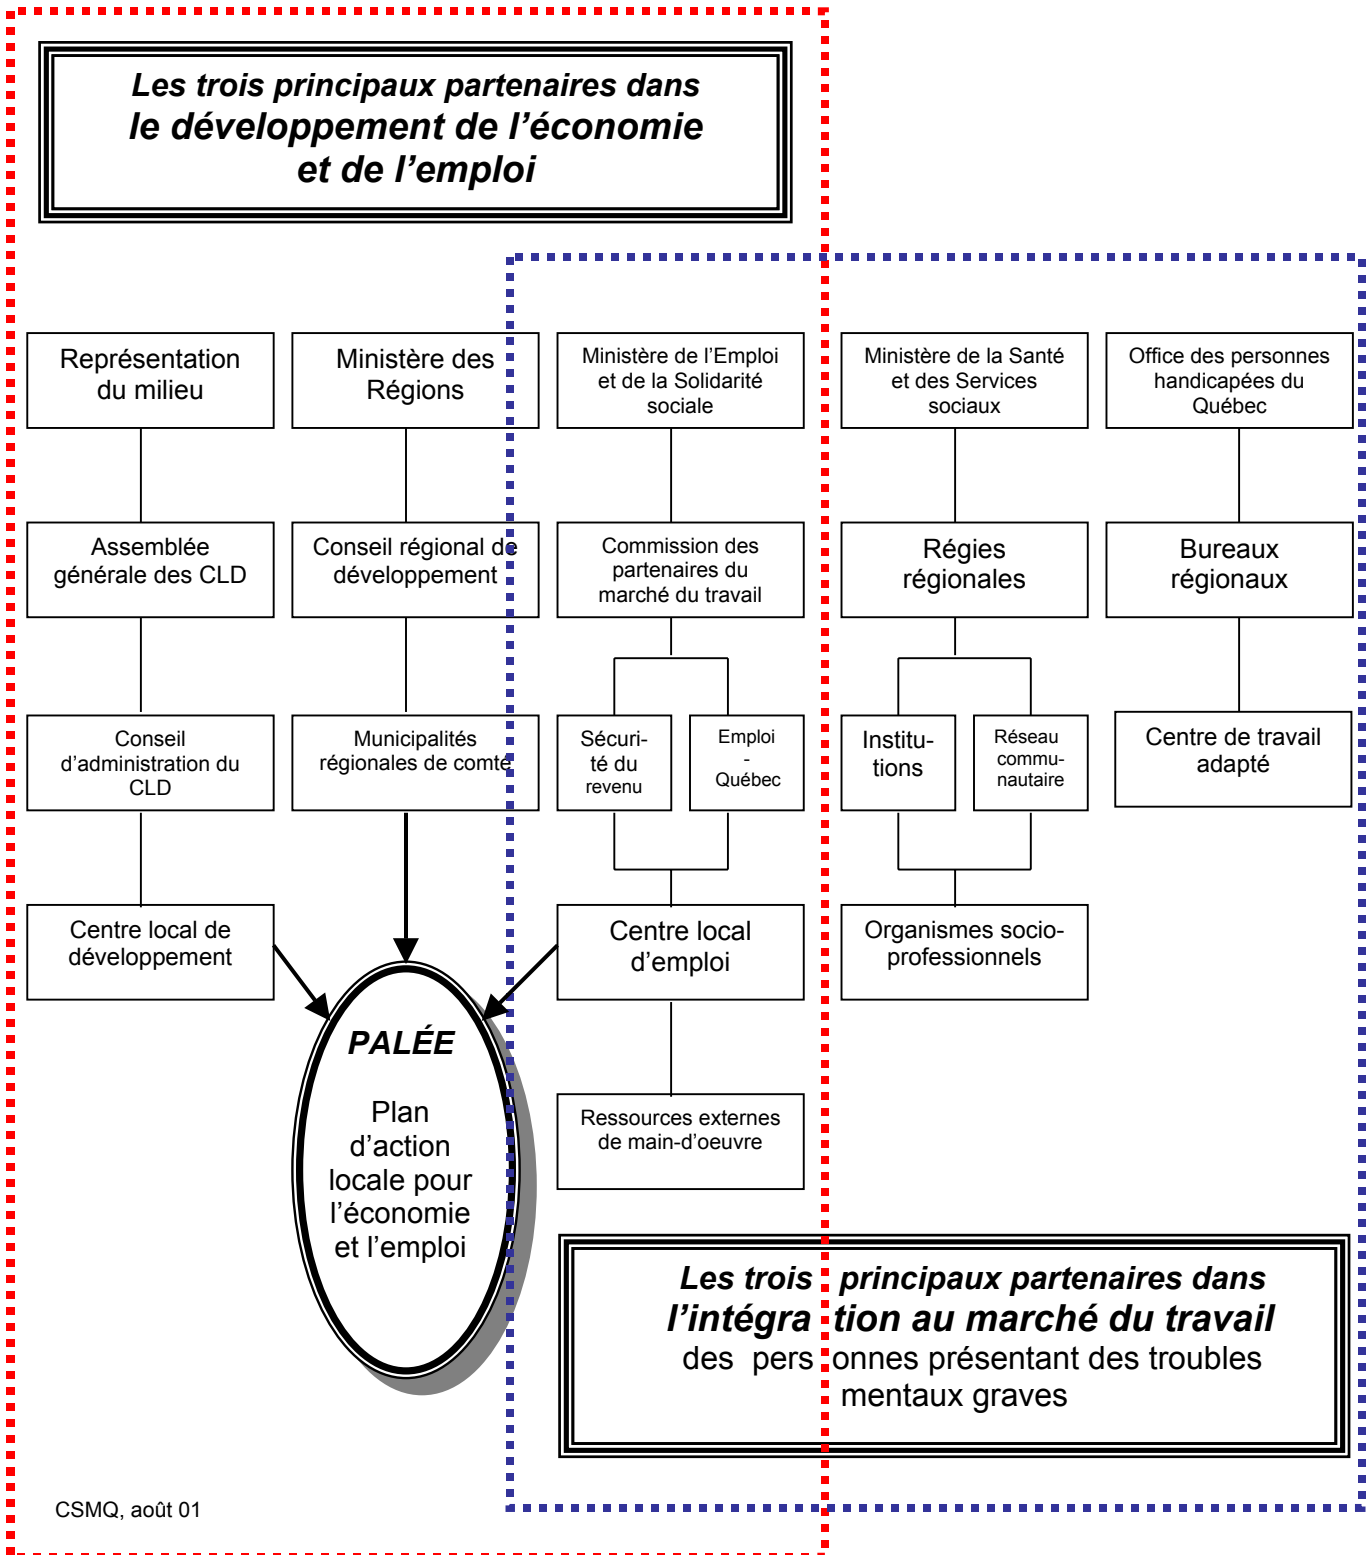 Les trois principaux partenaires dans
le développement de l’économie
et de l’emploi
Représentation
du milieu
Ministère des
Régions
Ministère de l’Emploi
et de la Solidarité
sociale
Ministère de la Santé
et des Services
sociaux
Office des personnes
handicapées du
Québec
Assemblée
générale des CLD
Conseil régional de
développement
Commission des
partenaires du
marché du travail
Régies
régionales
Bureaux
régionaux
Conseil
d’administration du
CLD
Municipalités
régionales de comté
Sécuri-
té du
revenu
Emploi
-
Québec
Institu-
tions
Réseau
commu-
nautaire
Centre de travail
adapté
Centre local de
développement
Centre local
d’emploi
Organismes socio-
professionnels
PALÉE
Plan
d’action
locale pour
l’économie
et l’emploi
Ressources externes
de main-d’oeuvre
Les trois principaux partenaires dans
l’intégration au marché du travail
des personnes présentant des troubles
mentaux graves
CSMQ, août 01